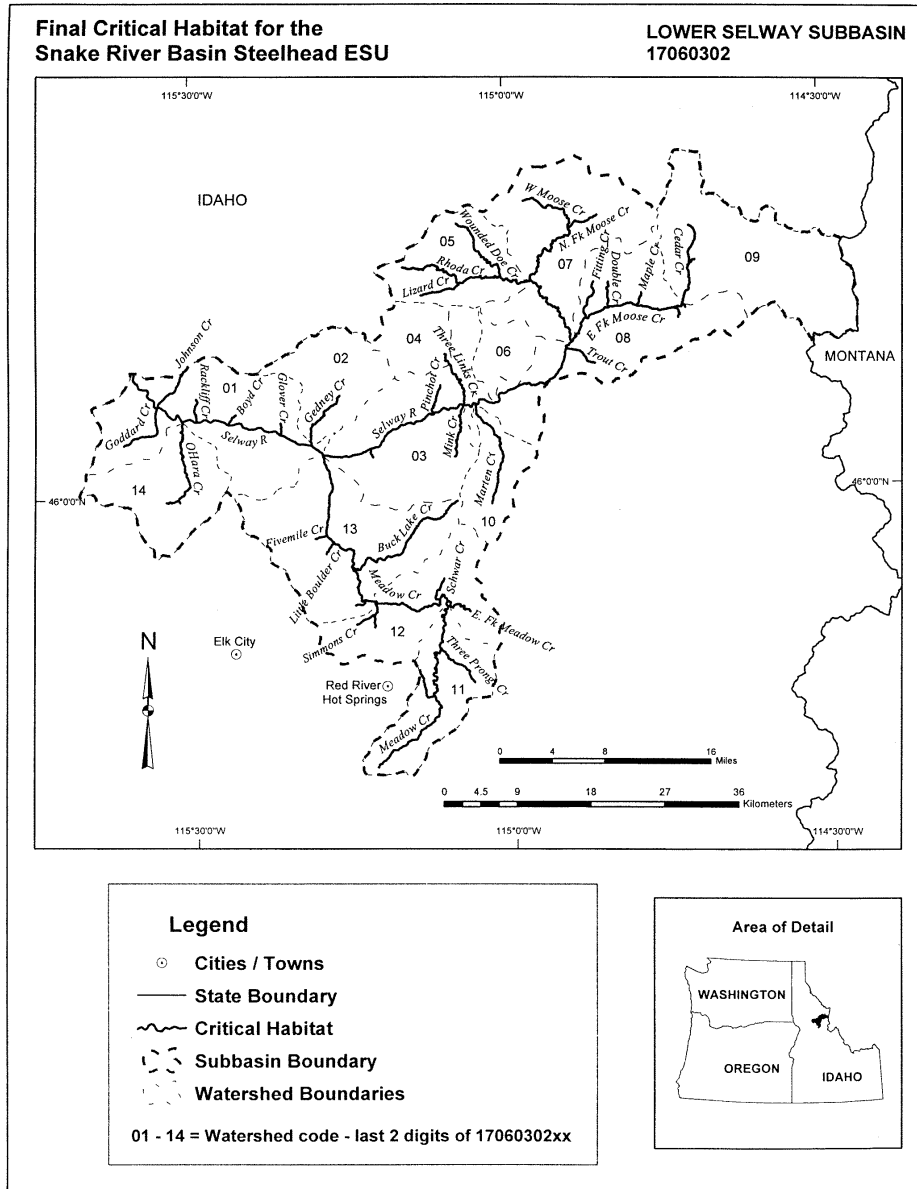 Final Critical Habitat for the
Snake River Basin Steelhead ESU
LOWER SELWAY SUBBASIN
17060302
115°30'0"W
115°0'0"W
114°30'0"W
IDAHO
W Moose Cr
Wounded Doe Cr
05
N. Fk Moose Cr
Cedar Cr
07
Fitting Cr
Double Cr
Maple Cr
09
Rhoda Cr
Lizard Cr
E Fk Moose Cr
Johnson Cr
02
04
Three Links Ck
06
08
MONTANA
Trout Cr
Rackliff Cr
01
Boyd Cr
Glover Cr
Gedney Cr
Pinchot Cr
Goddard Cr
Selway R
Selway R
Mink Cr
OHara Cr
03
Marten Cr
46°0'0"N
46°0'0"N
14
10
Fivemile Cr
13
Buck Lake Cr
Little Boulder Cr
Meadow Cr
Schwar Cr
E. Fk Meadow Cr
Simmons Cr
12
Elk City
N
Three Prong Cr
Red River
Hot Springs
11
Meadow Cr
0 4 8 16
Miles
0 4.5 9 18 27 36
Kilometers
115°30'0"W
115°0'0"W
114°30'0"W
Legend
Cities / Towns
State Boundary
Critical Habitat
Subbasin Boundary
Watershed Boundaries
01 - 14 = Watershed code - last 2 digits of 17060302xx
Area of Detail
WASHINGTON
OREGON
IDAHO